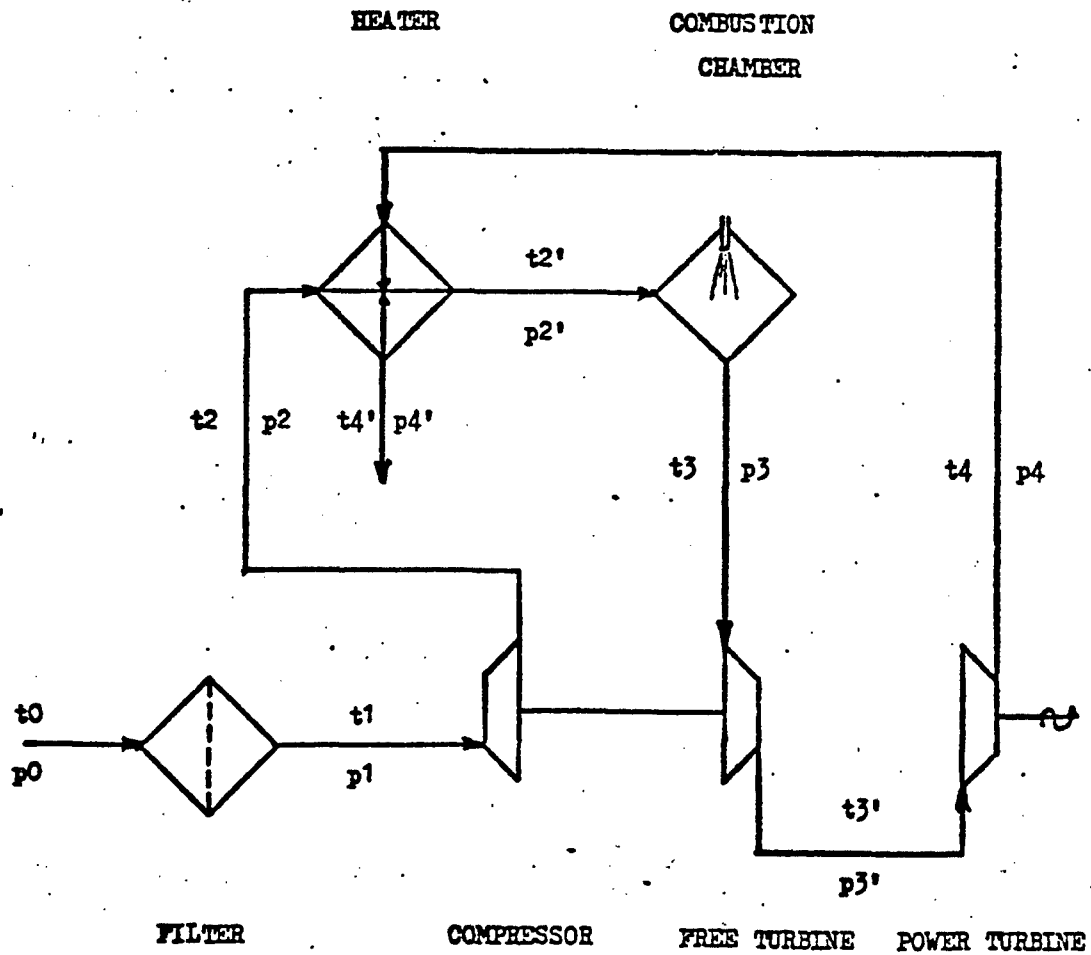 HEATER
COMBUSTION
CHAMBER
t2'
p2'
t2 p2
t4' p4'
t3 p3
t4 p4
t0
p0
t1
p1
t3'
p3'
FILTER
COMPRESSOR
FREE TURBINE
POWER TURBINE